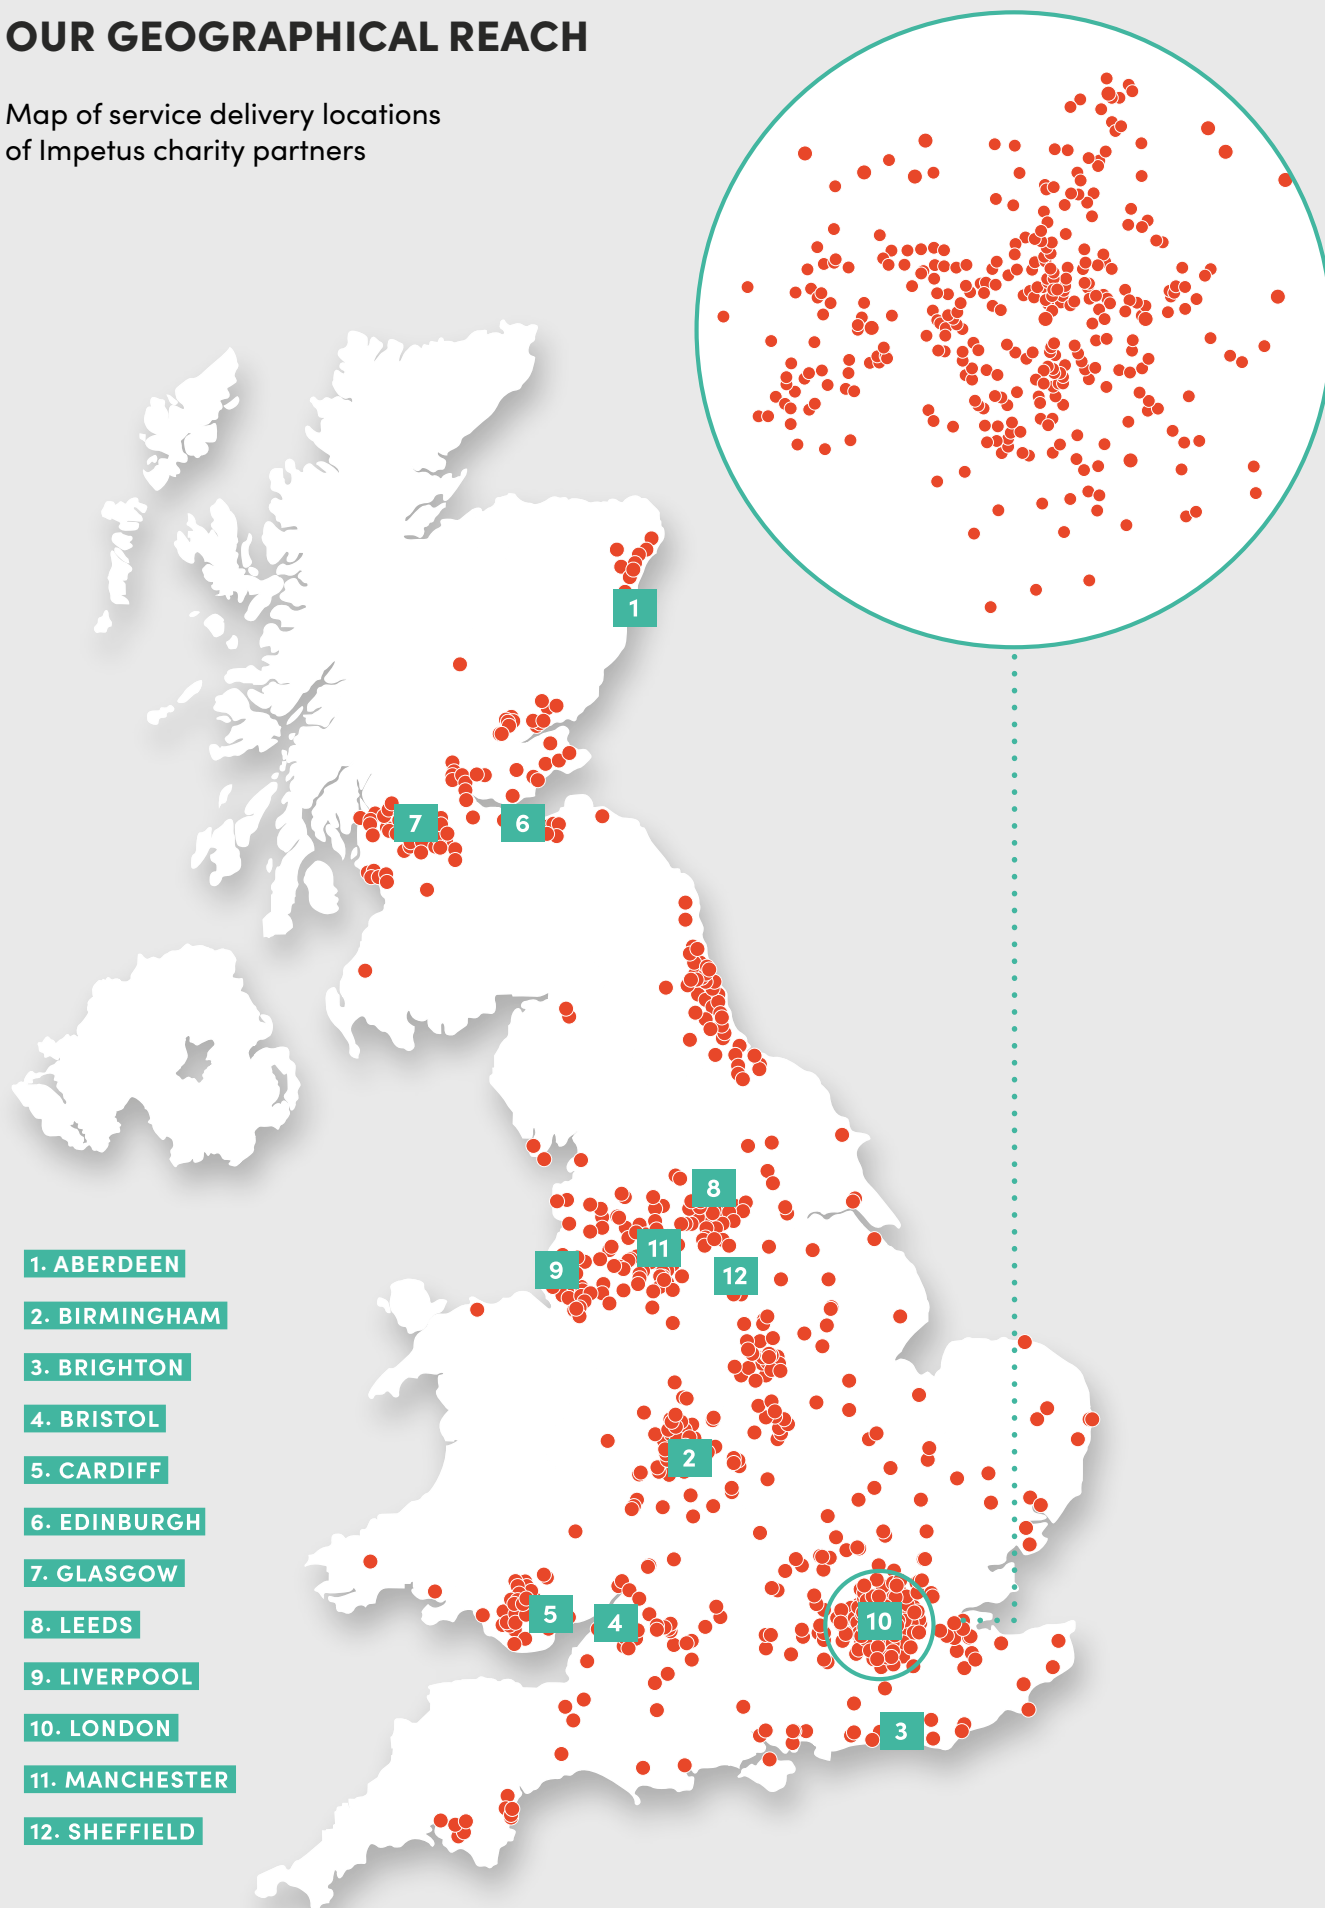 OUR GEOGRAPHICAL REACH
Map of service delivery locations
of Impetus charity partners
1
7
6
8
11
9
12
2
5
4
10
3
1. ABERDEEN
2. BIRMINGHAM
3. BRIGHTON
4. BRISTOL
5. CARDIFF
6. EDINBURGH
7. GLASGOW
8. LEEDS
9. LIVERPOOL
10. LONDON
11. MANCHESTER
12. SHEFFIELD